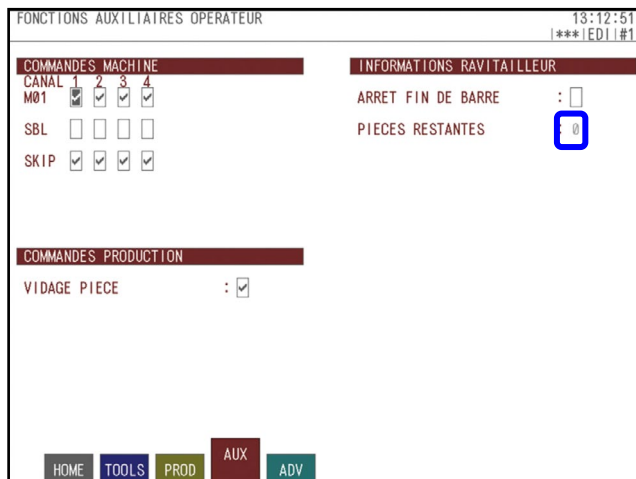 FONCTIONS AUXILIAIRES OPERATEUR
13:12:51
|***|EDI|#1
COMMANDES MACHINE
CANAL 1 2 3 4
M01
SBL
SKIP
INFORMATIONS RAVITAILLEUR
ARRET FIN DE BARRE :
PIECES RESTANTES : 0
COMMANDES PRODUCTION
VIDAGE PIECE :
HOME TOOLS PROD AUX ADV